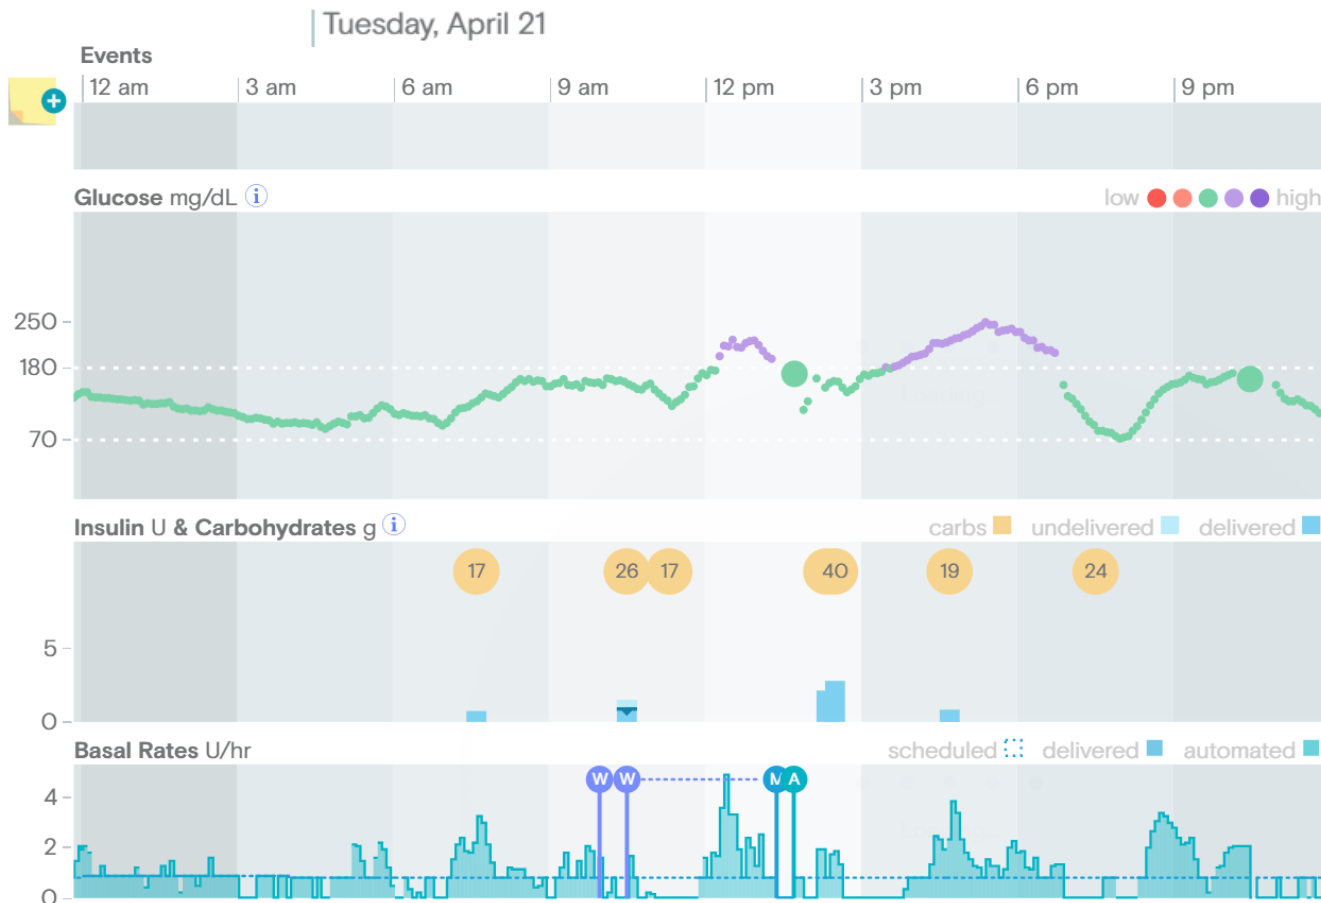 Tuesday, April 21
Events
12 am 3 am 6 am 9 am 12 pm 3 pm 6 pm 9 pm
Glucose mg/dL i low high
250
180
70
Insulin U & Carbohydrates g i carbs undelivered delivered
17 26 17 40 19 24
5
0
Basal Rates U/hr scheduled delivered automated
W W M A
4
2
0